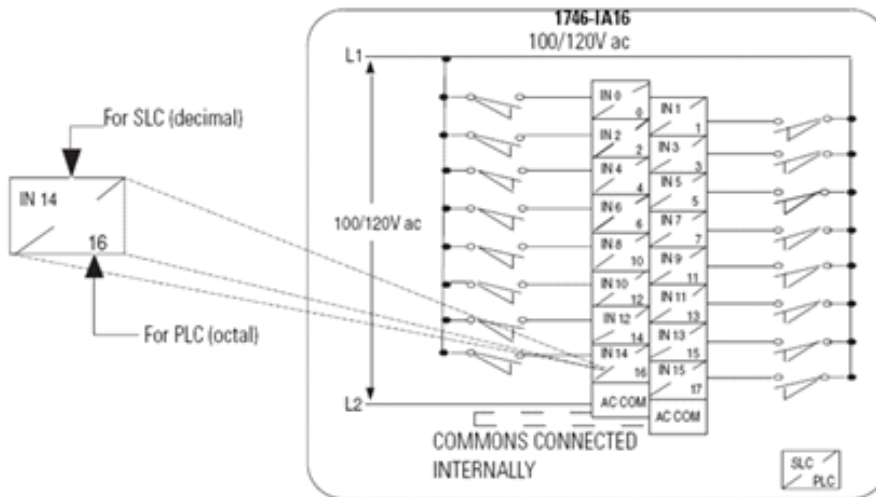 1746-IA16
100/120V ac
L1
For SLC (decimal)
IN 14
16
For PLC (octal)
100/120V ac
IN 0
0
IN 1
1
IN 2
2
IN 3
3
IN 4
4
IN 5
5
IN 6
6
IN 7
7
IN 8
10
IN 9
11
IN 10
12
IN 11
13
IN 12
14
IN 13
15
IN 14
16
IN 15
17
L2
AC COM
AC COM
COMMONS CONNECTED
INTERNALLY
SLC
PLC